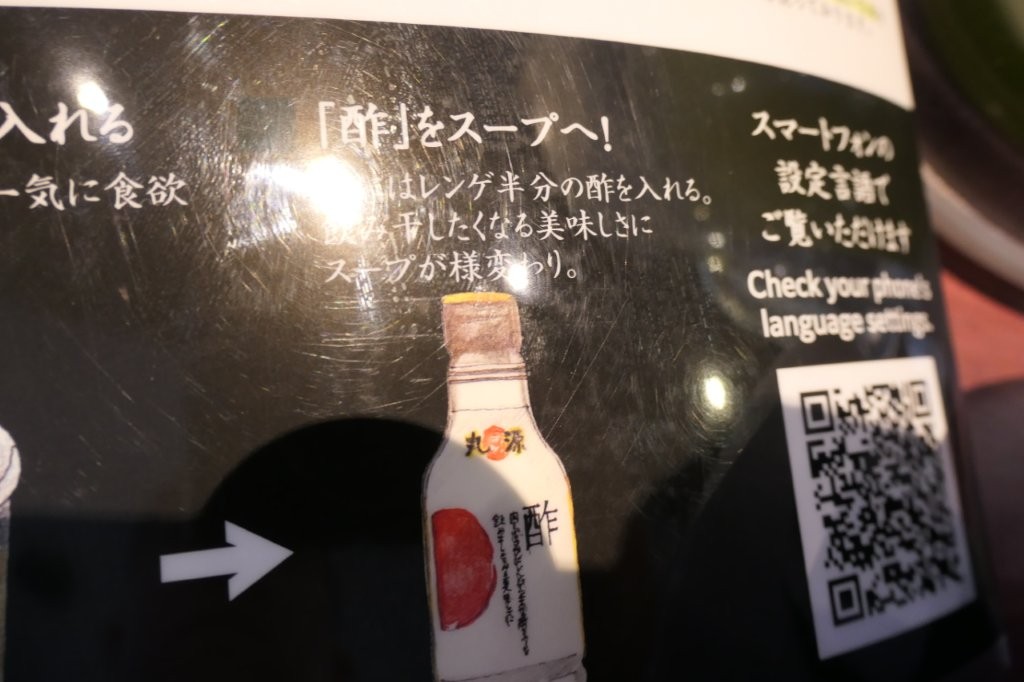 入れる
一気に食欲
「酢」をスープへ!
はレンゲ半分の酢を入れる。
飲み干したくなる美味しさに
スープが様変わり。
スマートフォンの
設定言語で
ご覧いただけます
Check your phone's
language settings.
丸源
酢